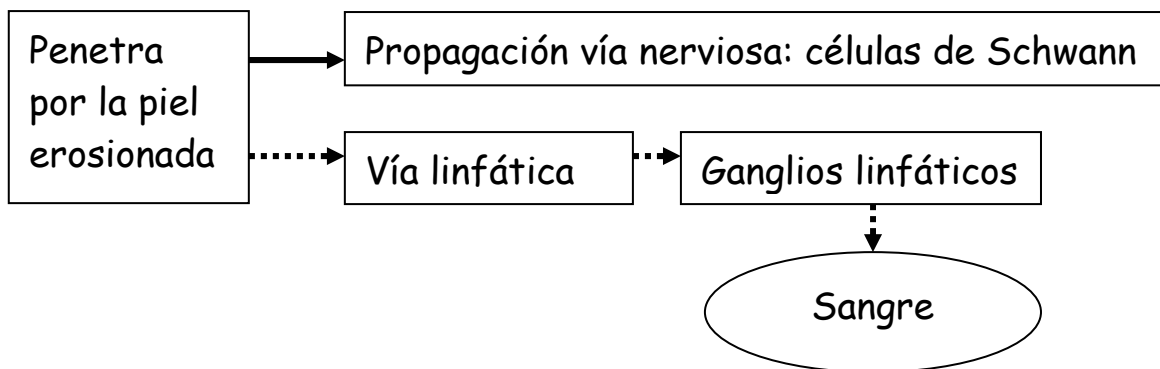 Penetra
por la piel
erosionada
Propagación vía nerviosa: células de Schwann
Vía linfática
Ganglios linfáticos
Sangre